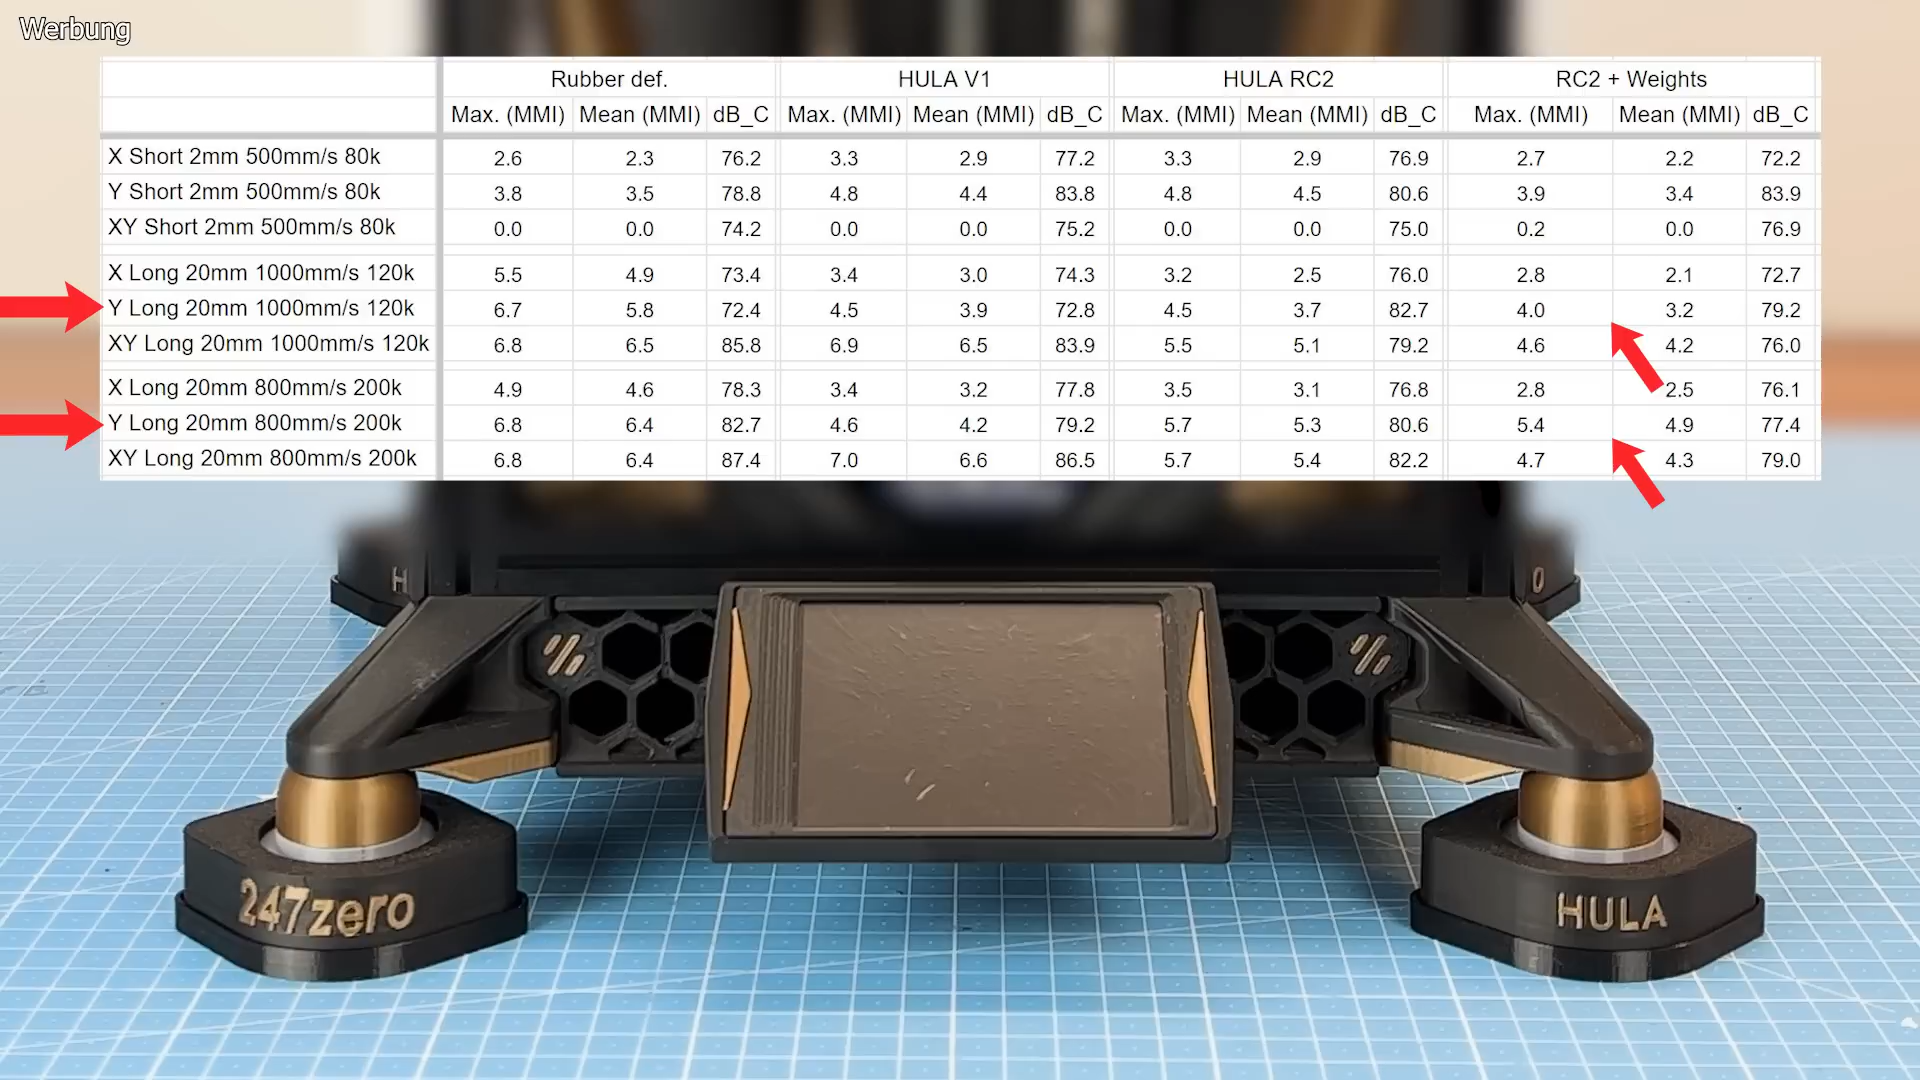 Werbung
Rubber def. HULA V1 HULA RC2 RC2 + Weights
Max. (MMI) Mean (MMI) dB_C Max. (MMI) Mean (MMI) dB_C Max. (MMI) Mean (MMI) dB_C Max. (MMI) Mean (MMI) dB_C
X Short 2mm 500mm/s 80k 2.6 2.3 76.2 3.3 2.9 77.2 3.3 2.9 76.9 2.7 2.2 72.2
Y Short 2mm 500mm/s 80k 3.8 3.5 78.8 4.8 4.4 83.8 4.8 4.5 80.6 3.9 3.4 83.9
XY Short 2mm 500mm/s 80k 0.0 0.0 74.2 0.0 0.0 75.2 0.0 0.0 75.0 0.2 0.0 76.9
X Long 20mm 1000mm/s 120k 5.5 4.9 73.4 3.4 3.0 74.3 3.2 2.5 76.0 2.8 2.1 72.7
Y Long 20mm 1000mm/s 120k 6.7 5.8 72.4 4.5 3.9 72.8 4.5 3.7 82.7 4.0 3.2 79.2
XY Long 20mm 1000mm/s 120k 6.8 6.5 85.8 6.9 6.5 83.9 5.5 5.1 79.2 4.6 4.2 76.0
X Long 20mm 800mm/s 200k 4.9 4.6 78.3 3.4 3.2 77.8 3.5 3.1 76.8 2.8 2.5 76.1
Y Long 20mm 800mm/s 200k 6.8 6.4 82.7 4.6 4.2 79.2 5.7 5.3 80.6 5.4 4.9 77.4
XY Long 20mm 800mm/s 200k 6.8 6.4 87.4 7.0 6.6 86.5 5.7 5.4 82.2 4.7 4.3 79.0
H
0
247zero
HULA